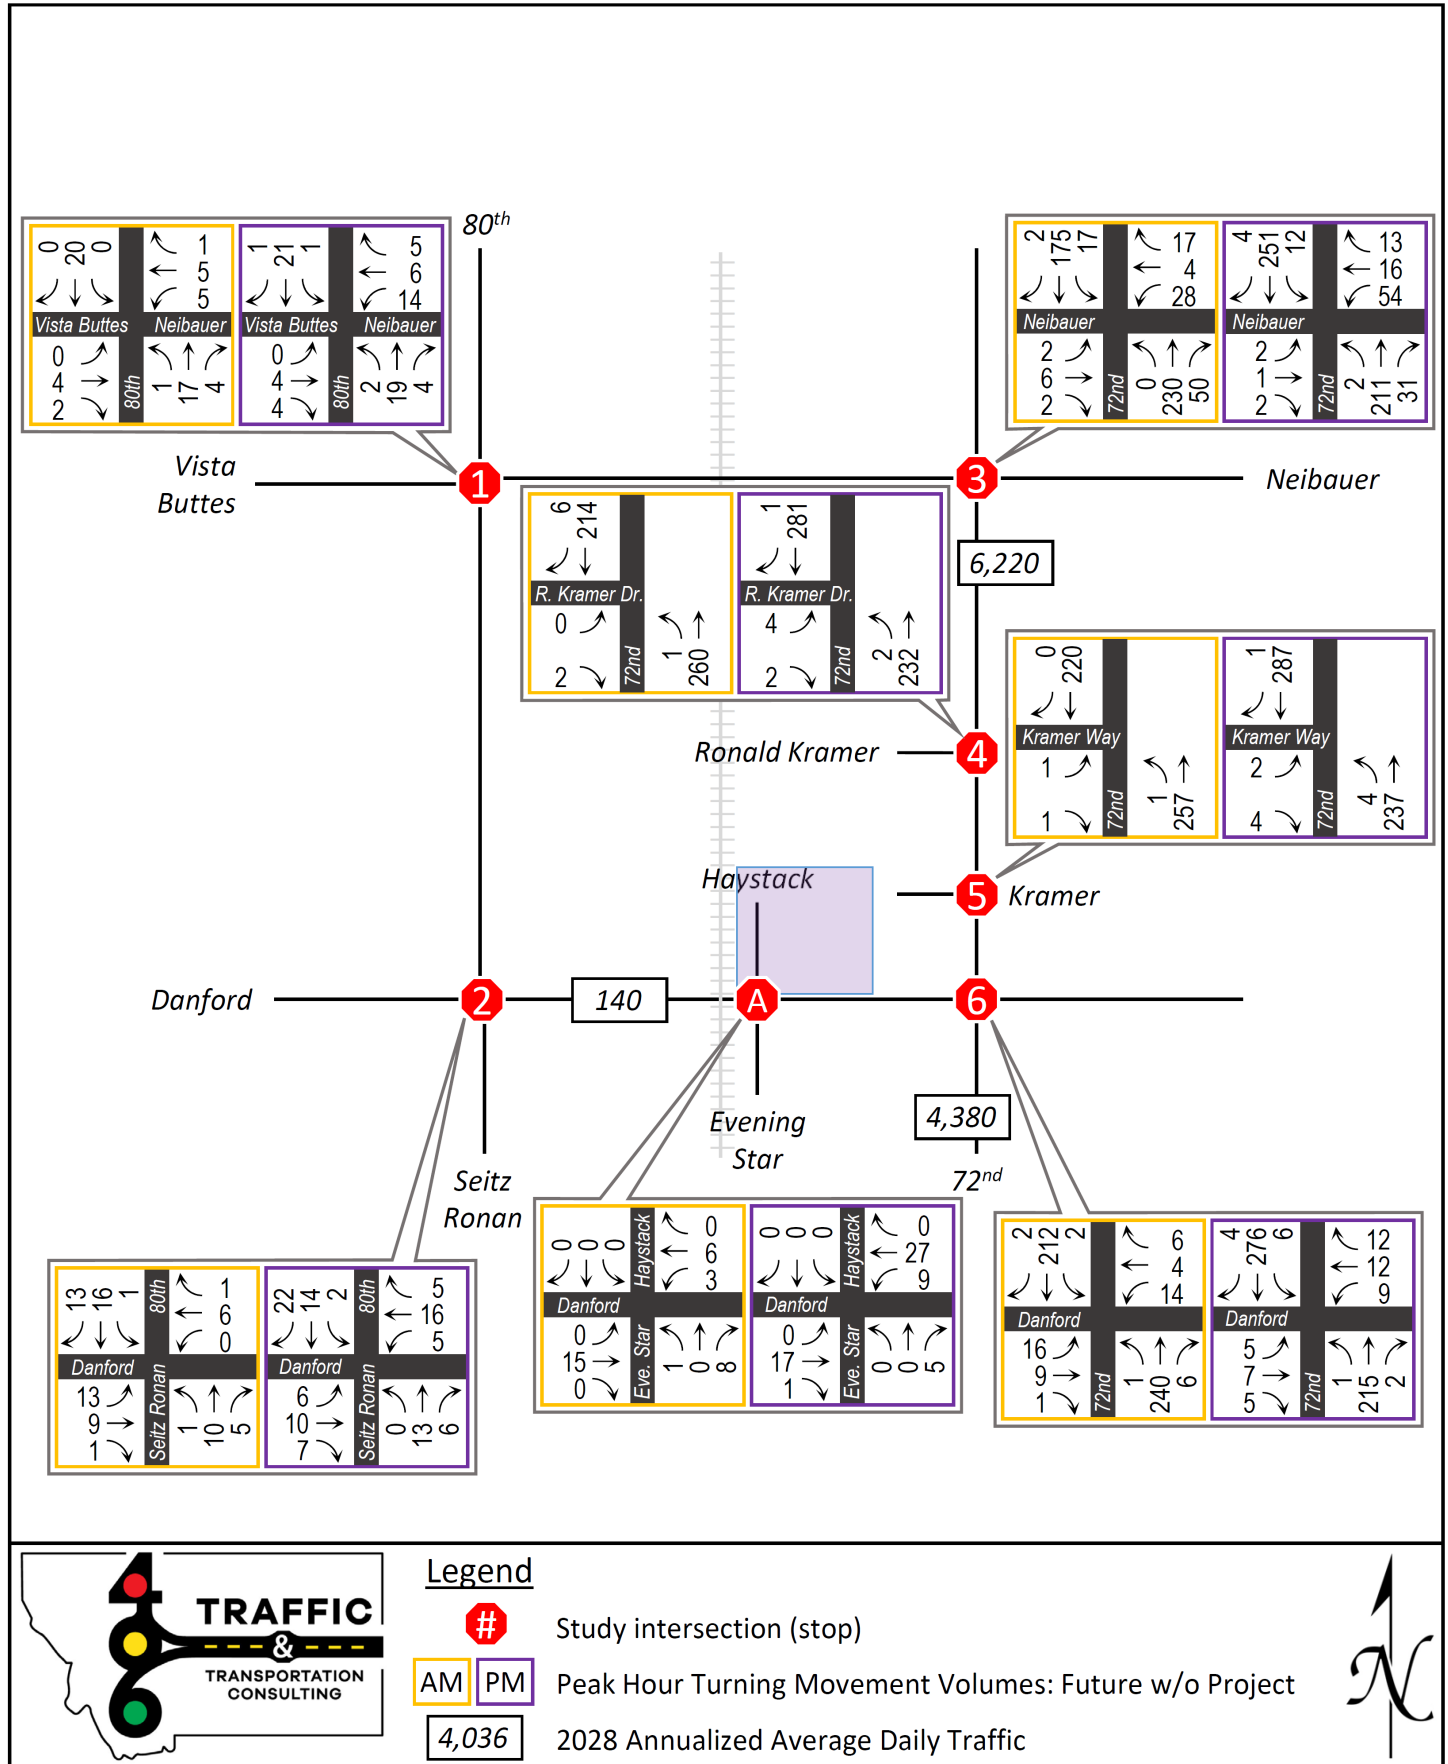 80th
0 20 0
1
5
5
Vista Buttes Neibauer
0
4
2
80th
1 17 4
1 21 1
5
6
14
Vista Buttes Neibauer
0
4
4
80th
2 19 4
2 175 17
17
4
28
Neibauer
2
6
2
72nd
0 230 50
4 251 12
13
16
54
Neibauer
2
1
2
72nd
2 211 31
Vista
Buttes
1
3
Neibauer
6 214
R. Kramer Dr.
0
2
72nd
1 260
1 281
R. Kramer Dr.
4
2
72nd
2 232
6,220
0 220
Kramer Way
1
1
72nd
1 257
1 287
Kramer Way
2
4
72nd
4 237
Ronald Kramer
4
Haystack
5
Kramer
Danford
2
140
A
6
4,380
Evening
Star
72nd
Seitz
Ronan
13 16 1
80th
1
6
0
Danford
13
9
1
Seitz Ronan
1 10 5
22 14 2
80th
5
16
5
Danford
6
10
7
Seitz Ronan
0 13 6
0 0 0
Haystack
0
6
3
Danford
0
15
0
Eve. Star
1 0 8
0 0 0
Haystack
0
27
9
Danford
0
17
1
Eve. Star
0 0 5
2 212 2
6
4
14
Danford
16
9
1
72nd
1 240 6
4 276 6
12
12
9
Danford
5
7
5
72nd
1 215 2
406
TRAFFIC
&
TRANSPORTATION
CONSULTING
Legend
# Study intersection (stop)
AM PM Peak Hour Turning Movement Volumes: Future w/o Project
4,036 2028 Annualized Average Daily Traffic
N